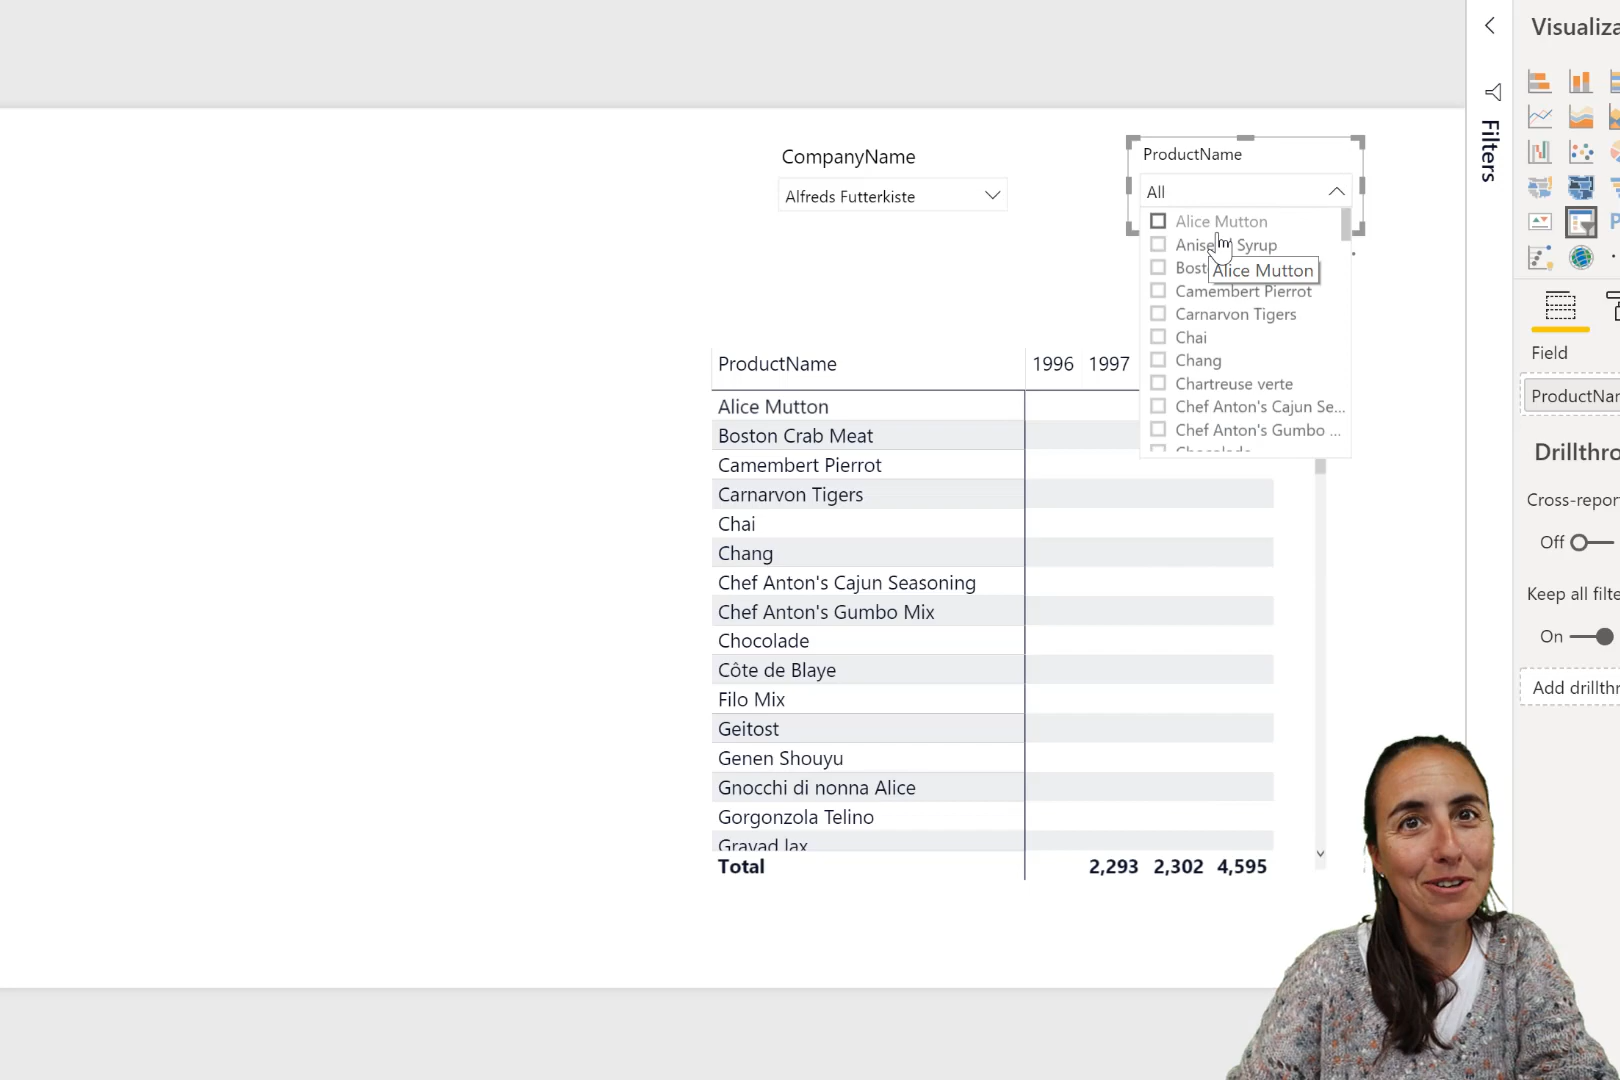 Visualiza
Filters
CompanyName
Alfreds Futterkiste
ProductName
All
Alice Mutton
Syrup
Alice Mutton
Camembert Pierrot
Carnarvon Tigers
Chai
Chang
Chartreuse verte
Chef Anton's Cajun Se...
Chef Anton's Gumbo ...
ProductName 1996 1997
Alice Mutton
Boston Crab Meat
Camembert Pierrot
Carnarvon Tigers
Chai
Chang
Chef Anton's Cajun Seasoning
Chef Anton's Gumbo Mix
Chocolade
Côte de Blaye
Filo Mix
Geitost
Genen Shouyu
Gnocchi di nonna Alice
Gorgonzola Telino
Gravad lax
Total 2,293 2,302 4,595
Field
ProductNar
Drillthro
Cross-repor
Off
Keep all filte
On
Add drillthr